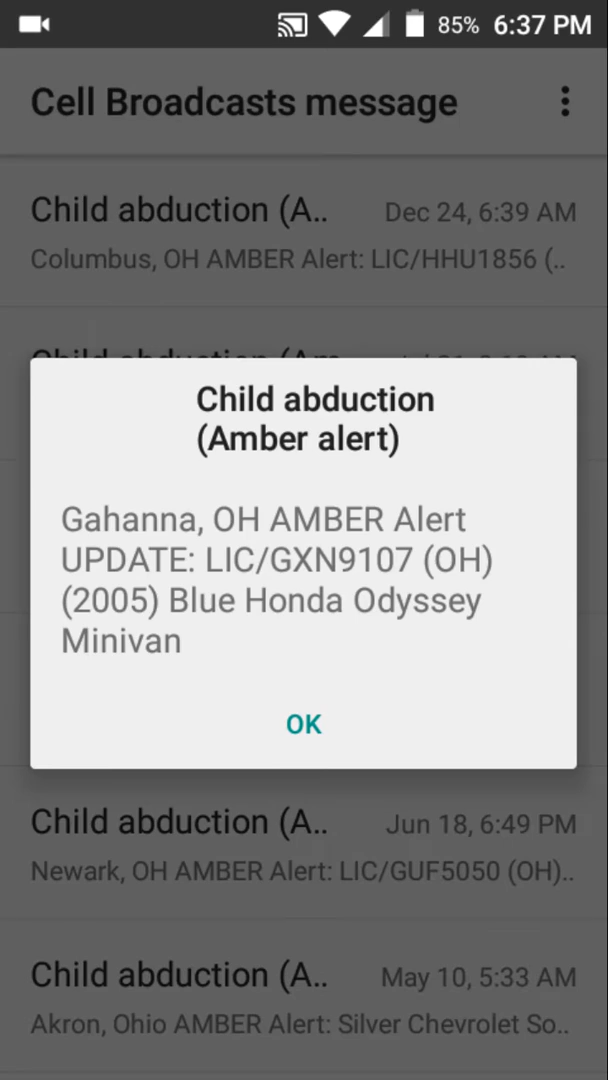 85% 6:37 PM
Cell Broadcasts message
Child abduction (A.. Dec 24, 6:39 AM
Columbus, OH AMBER Alert: LIC/HHU1856 (..
Child abduction
(Amber alert)
Gahanna, OH AMBER Alert
UPDATE: LIC/GXN9107 (OH)
(2005) Blue Honda Odyssey
Minivan
OK
Child abduction (A.. Jun 18, 6:49 PM
Newark, OH AMBER Alert: LIC/GUF5050 (OH)..
Child abduction (A.. May 10, 5:33 AM
Akron, Ohio AMBER Alert: Silver Chevrolet So..